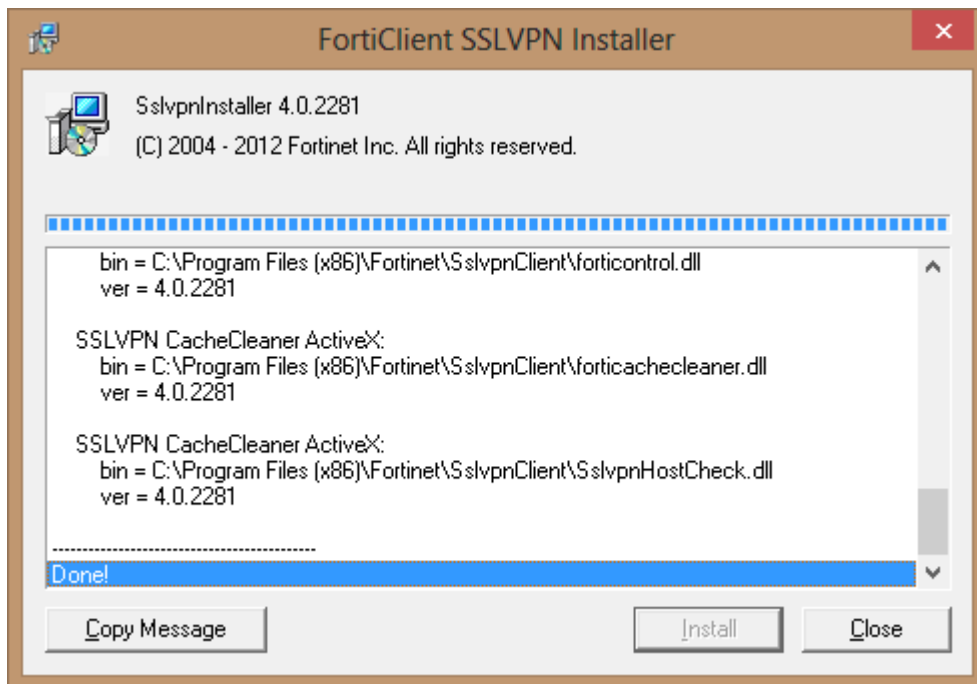 FortiClient SSLVPN Installer
SslvpnInstaller 4.0.2281
(C) 2004 - 2012 Fortinet Inc. All rights reserved.
bin = C:\Program Files (x86)\Fortinet\SslvpnClient\forticontrol.dll
ver = 4.0.2281
SSLVPN CacheCleaner ActiveX:
bin = C:\Program Files (x86)\Fortinet\SslvpnClient\forticachecleaner.dll
ver = 4.0.2281
SSLVPN CacheCleaner ActiveX:
bin = C:\Program Files (x86)\Fortinet\SslvpnClient\SslvpnHostCheck.dll
ver = 4.0.2281
--------------------------------------------
Done!
Copy Message
Install
Close